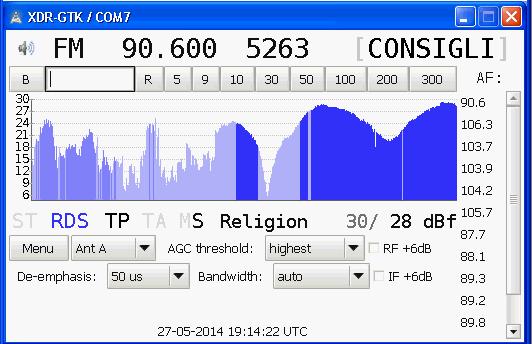 XDR-GTK / COM7
FM 90.600 5263 [CONSIGLI]
B R 5 9 10 30 50 100 200 300 AF:
30
27
24
21
18
15
12
9
6
90.6
106.3
103.7
103.9
104.2
105.7
87.7
88.1
89.3
89.2
89.8
ST RDS TP TA MS Religion 30/ 28 dBf
Menu Ant A AGC threshold: highest RF +6dB
De-emphasis: 50 us Bandwidth: auto IF +6dB
27-05-2014 19:14:22 UTC